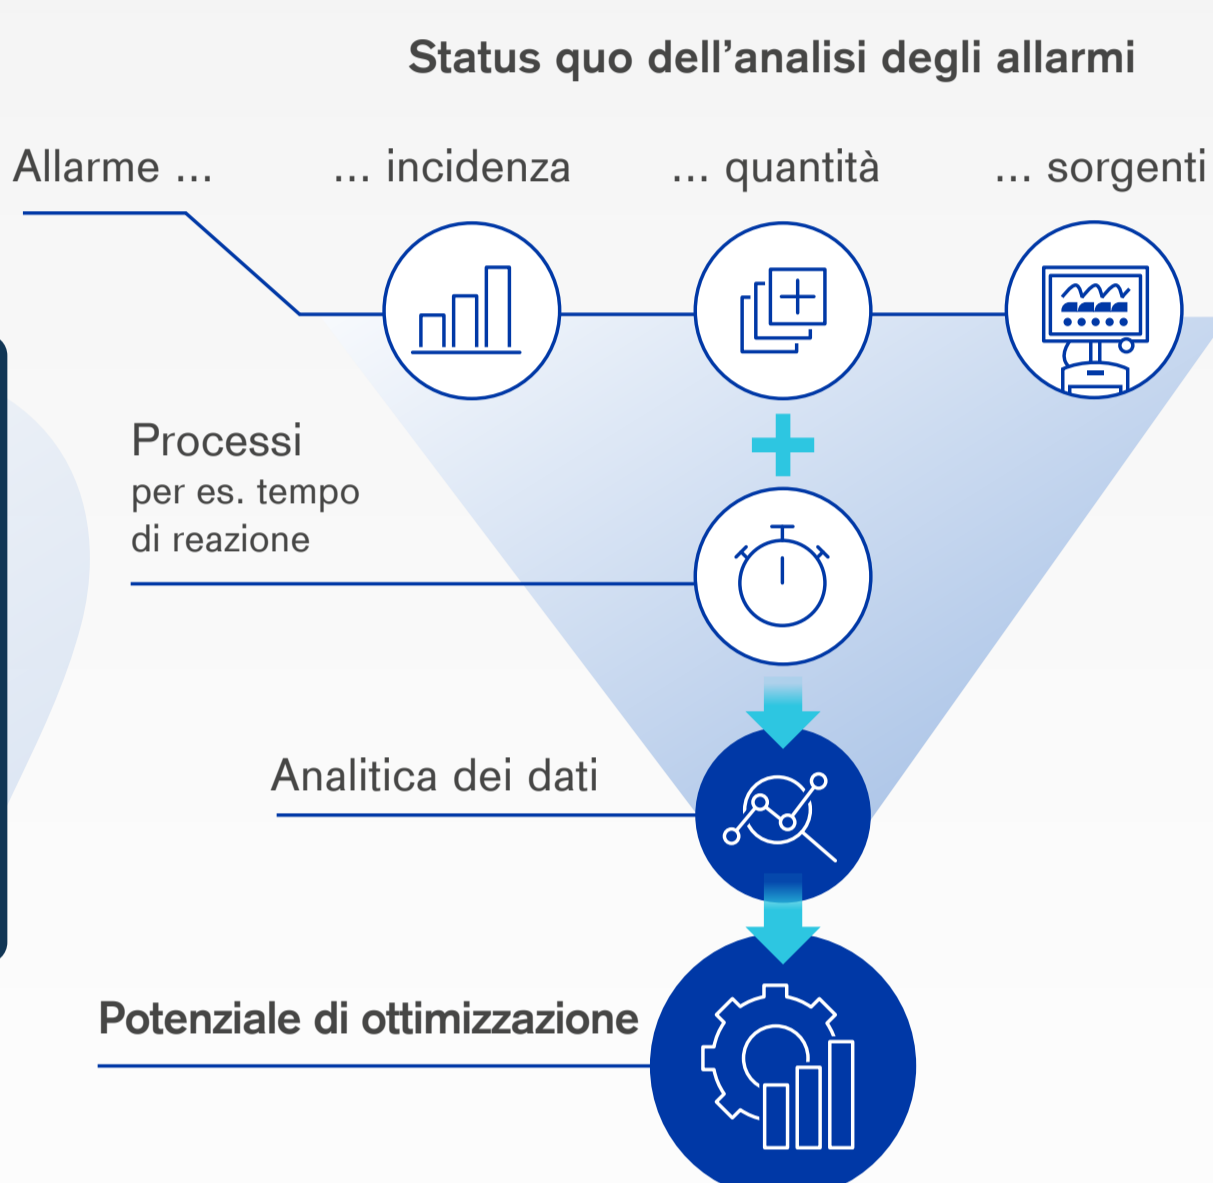 Status quo dell’analisi degli allarmi
Allarme ... ... incidenza ... quantità ... sorgenti
Processi
per es. tempo
di reazione
Analitica dei dati
Potenziale di ottimizzazione